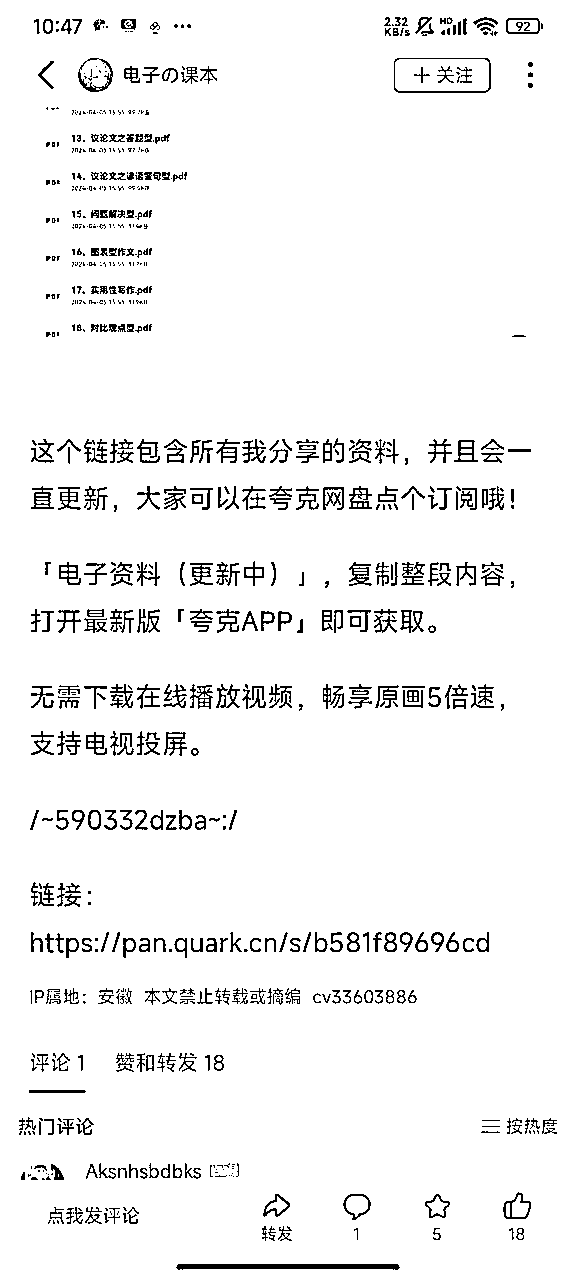 10:47
2.32 KB/s HD 92
电子の课本
+ 关注
13、议论文之答题型.pdf
14、议论文之谚语警句型.pdf
15、问题解决型.pdf
16、图表型作文.pdf
17、实用性写作.pdf
18、对比观点型.pdf
这个链接包含所有我分享的资料，并且会一
直更新，大家可以在夸克网盘点个订阅哦！
「电子资料（更新中）」，复制整段内容，
打开最新版「夸克APP」即可获取。
无需下载在线播放视频，畅享原画5倍速，
支持电视投屏。
/~590332dzba~:/
链接：
https://pan.quark.cn/s/b581f89696cd
IP属地：安徽 本文禁止转载或摘编 cv33603886
评论 1 赞和转发 18
热门评论 按热度
Aksnhsbdbks
点我发评论 转发 1 5 18